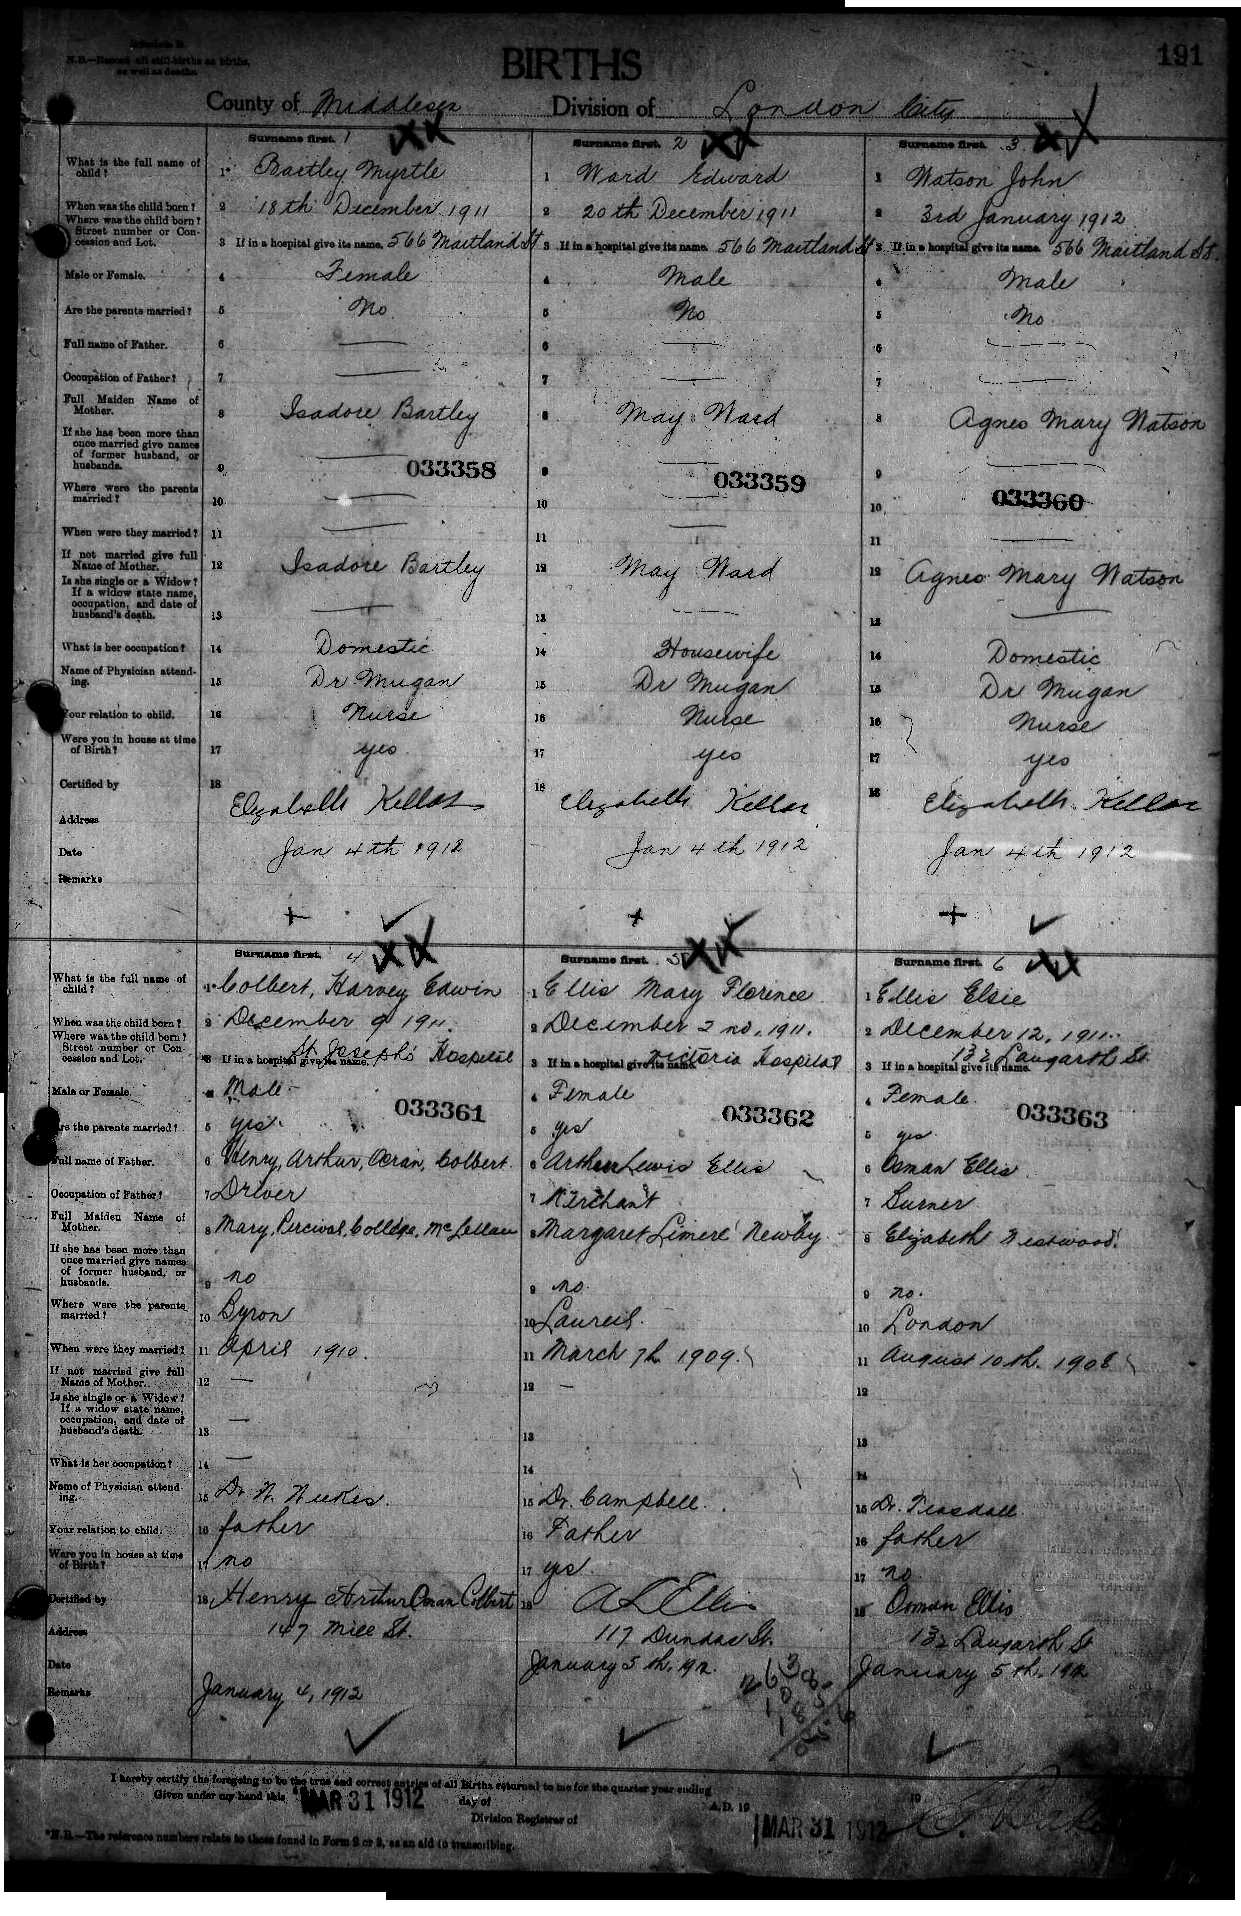 Schedule B.
N.B.—Record all still-births as births,
as well as deaths.
BIRTHS
191
County of Middlesex
Division of London City
Surname first. 1
Surname first. 2
Surname first. 3
What is the full name of child?
1 Bartley Myrtle
1 Ward Edward
1 Watson John
When was the child born?
2 18th December 1911
2 20th December 1911
2 3rd January 1912
Where was the child born? Street number or Concession and Lot.
3 If in a hospital give its name. 566 Maitland St
3 If in a hospital give its name. 566 Maitland St
3 If in a hospital give its name. 566 Maitland St.
Male or Female.
4 Female
4 Male
4 Male
Are the parents married?
5 No
5 No
5 No
Full name of Father.
6 —
6 —
6 —
Occupation of Father?
7 —
7 —
7 —
Full Maiden Name of Mother.
8 Isadore Bartley
8 May Ward
8 Agnes Mary Watson
If she has been more than once married give names of former husband, or husbands.
9 —
9 —
9 —
033358
033359
033360
Where were the parents married?
10 —
10 —
10
When were they married?
11 —
11 —
11 —
If not married give full Name of Mother.
12 Isadore Bartley
12 May Ward
12 Agnes Mary Watson
Is she single or a Widow? If a widow state name, occupation, and date of husband's death.
13 —
13 —
13 —
What is her occupation?
14 Domestic
14 Housewife
14 Domestic
Name of Physician attending.
15 Dr Mugan
15 Dr Mugan
15 Dr Mugan
Your relation to child.
16 Nurse
16 Nurse
16 Nurse
Were you in house at time of Birth?
17 yes
17 yes
17 yes
Certified by
18 Elizabeth Kellar
18 Elizabeth Kellar
18 Elizabeth Kellar
Address
Date
Jan 4th 1912
Jan 4th 1912
Jan 4th 1912
Remarks
Surname first. 4
Surname first. 5
Surname first. 6
What is the full name of child?
1 Colbert, Harvey Edwin
1 Ellis Mary Florence
1 Ellis Elsie
When was the child born?
2 December 9 1911.
2 December 2nd, 1911.
2 December 12, 1911.
Where was the child born? Street number or Concession and Lot.
3 If in a hospital give its name. St Joseph's Hospital
3 If in a hospital give its name. Victoria Hospital
3 If in a hospital give its name. 132 Langarth St
Male or Female.
4 Male
4 Female
4 Female
033361
033362
033363
Are the parents married?
5 yes
5 yes
5 yes
Full name of Father.
6 Henry, Arthur, Oran, Colbert
6 Arthur Lewis Ellis
6 Osman Ellis
Occupation of Father?
7 Driver
7 Merchant
7 Burner
Full Maiden Name of Mother.
8 Mary, Percival, McLellan
8 Margaret Newby
8 Elizabeth Westwood
If she has been more than once married give names of former husband, or husbands.
9 no
9 no.
9 no.
Where were the parents married?
10 Byron
10
10 London
When were they married?
11 April 1910.
11 March 7th 1909.
11 August 10th, 1908
If not married give full Name of Mother.
12 —
12 —
12
Is she single or a Widow? If a widow state name, occupation, and date of husband's death.
13 —
13
13
What is her occupation?
14 —
14
14
Name of Physician attending.
15 Dr.
15 Dr. Campbell.
15 Dr. Teasdall
Your relation to child.
16 father
16 Father
16 father
Were you in house at time of Birth?
17 no
17 yes
17 no
Certified by
18 Henry Arthur Oran Colbert
18 A L Ellis
18 Osman Ellis
Address
147 Mill St.
117 Dundas St.
132 Langarth St
Date
January 4, 1912
January 5th, 1912.
January 5th, 1912
Remarks
I hereby certify the foregoing to be the true and correct entries of all Births returned to me for the quarter year ending
Given under my hand this MAR 31 1912 day of A.D. 19
Division Registrar of
MAR 31 1912
*N.B.—The reference numbers relate to those found in Form 2 or 3, as an aid to transcribing.